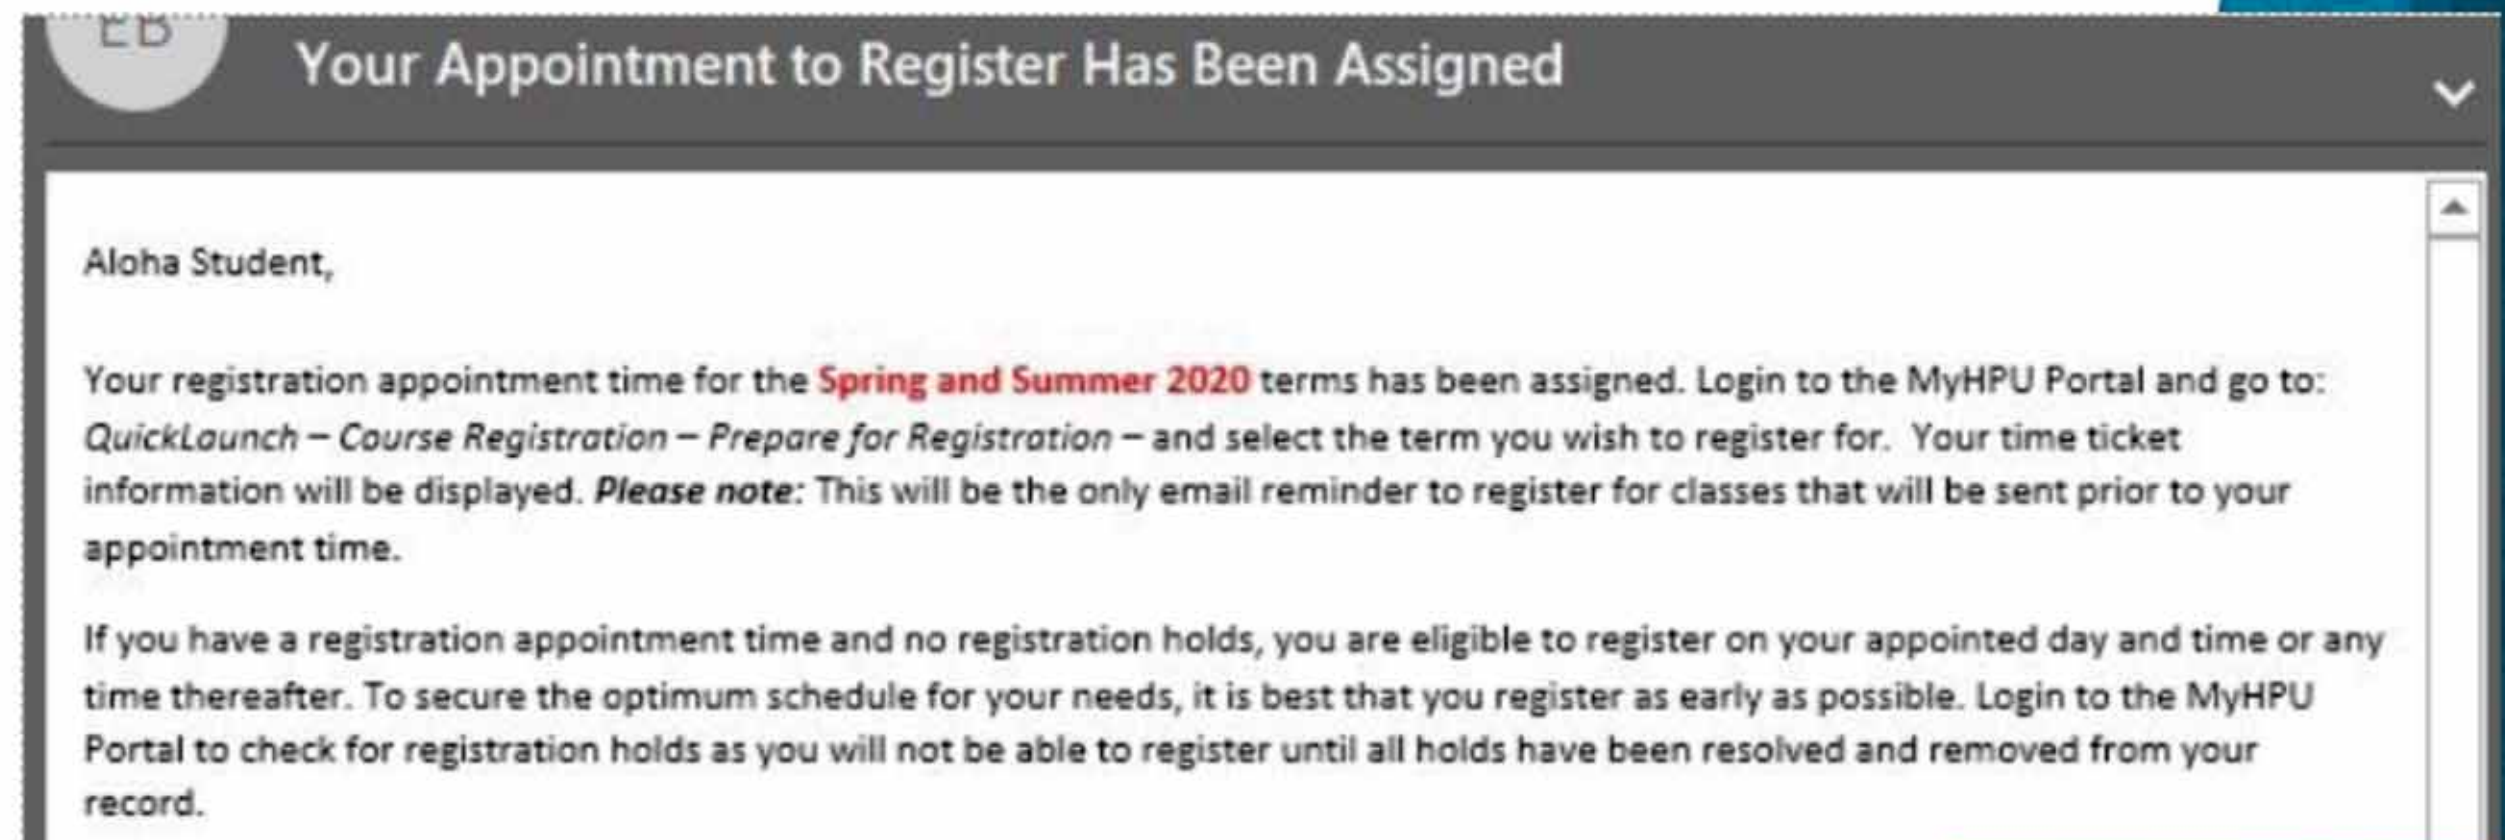 EB
Your Appointment to Register Has Been Assigned
Aloha Student,
Your registration appointment time for the Spring and Summer 2020 terms has been assigned. Login to the MyHPU Portal and go to:
QuickLaunch – Course Registration – Prepare for Registration – and select the term you wish to register for.  Your time ticket
information will be displayed. Please note: This will be the only email reminder to register for classes that will be sent prior to your
appointment time.
If you have a registration appointment time and no registration holds, you are eligible to register on your appointed day and time or any
time thereafter. To secure the optimum schedule for your needs, it is best that you register as early as possible. Login to the MyHPU
Portal to check for registration holds as you will not be able to register until all holds have been resolved and removed from your
record.